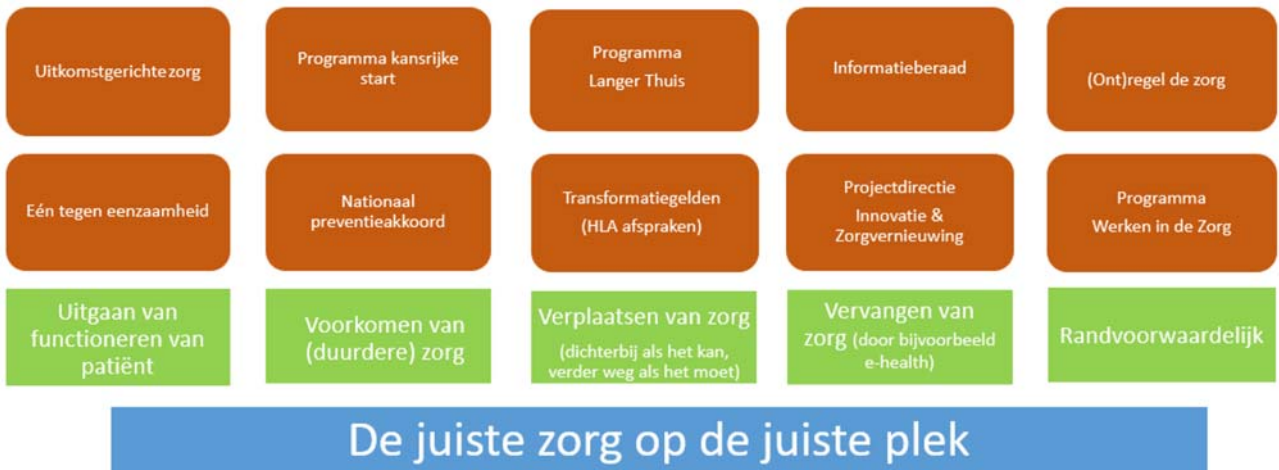 Uitkomstgerichte zorg
Programma kansrijke
start
Programma
Langer Thuis
Informatieberaad
(Ont)regel de zorg
Eén tegen eenzaamheid
Nationaal
preventieakkoord
Transformatiegelden
(HLA afspraken)
Projectdirectie
Innovatie &
Zorgvernieuwing
Programma
Werken in de Zorg
Uitgaan van
functioneren van
patiënt
Voorkomen van
(duurdere) zorg
Verplaatsen van zorg
(dichterbij als het kan,
verder weg als het moet)
Vervangen van
zorg (door bijvoorbeeld
e-health)
Randvoorwaardelijk
De juiste zorg op de juiste plek